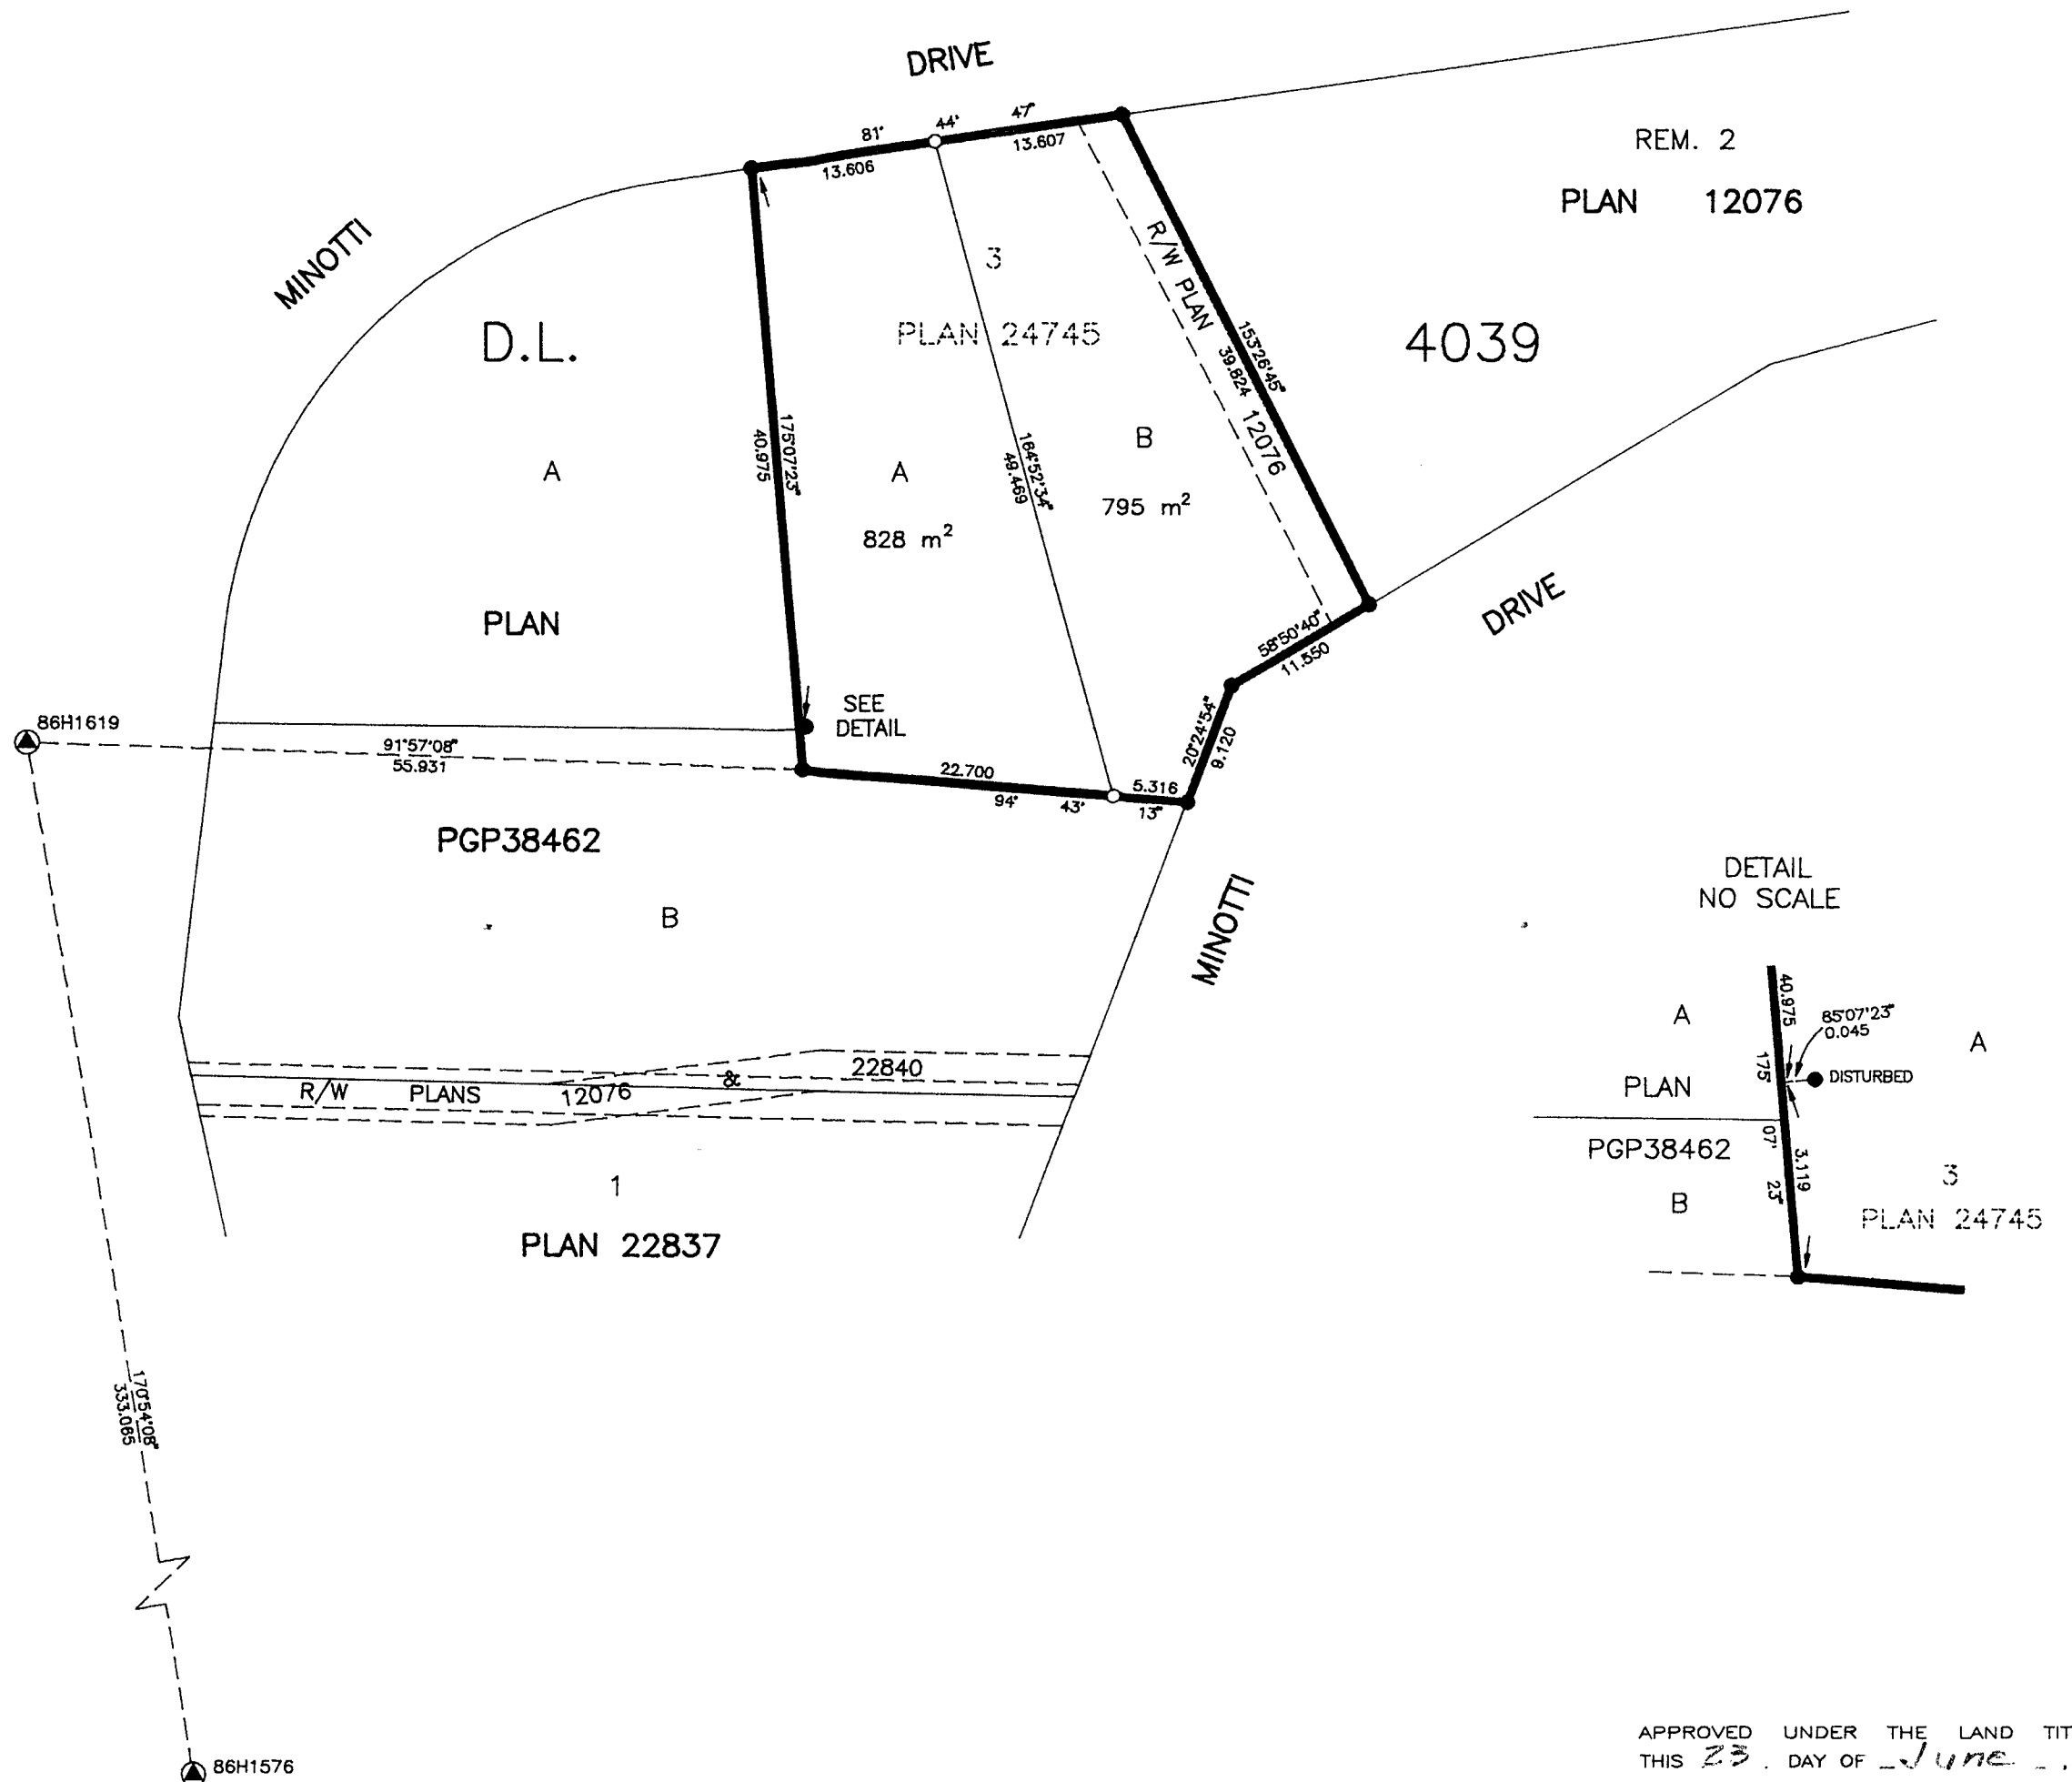 DRIVE
81° 44' 47"
13.606
13.607
REM. 2
PLAN 12076
MINOTTI
D.L.
3
PLAN 24745
R/W PLAN 12076
153°26'45"
39.824
4039
175°07'23"
40.975
164°52'34"
49.469
A
A
B
828 m²
795 m²
PLAN
DRIVE
58°50'40"
11.550
20°24'54"
9.120
86H1619
91°57'08"
55.931
SEE
DETAIL
22.700
5.316
94° 43' 13"
PGP38462
B
MINOTTI
DETAIL
NO SCALE
40.975
85°07'23"
0.045
A
A
175°
PLAN
DISTURBED
07'
PGP38462
3.119
23"
B
3
PLAN 24745
R/W PLANS 12076 & 22840
1
PLAN 22837
170°54'08"
333.065
86H1576
APPROVED UNDER THE LAND TIT
THIS 23. DAY OF June